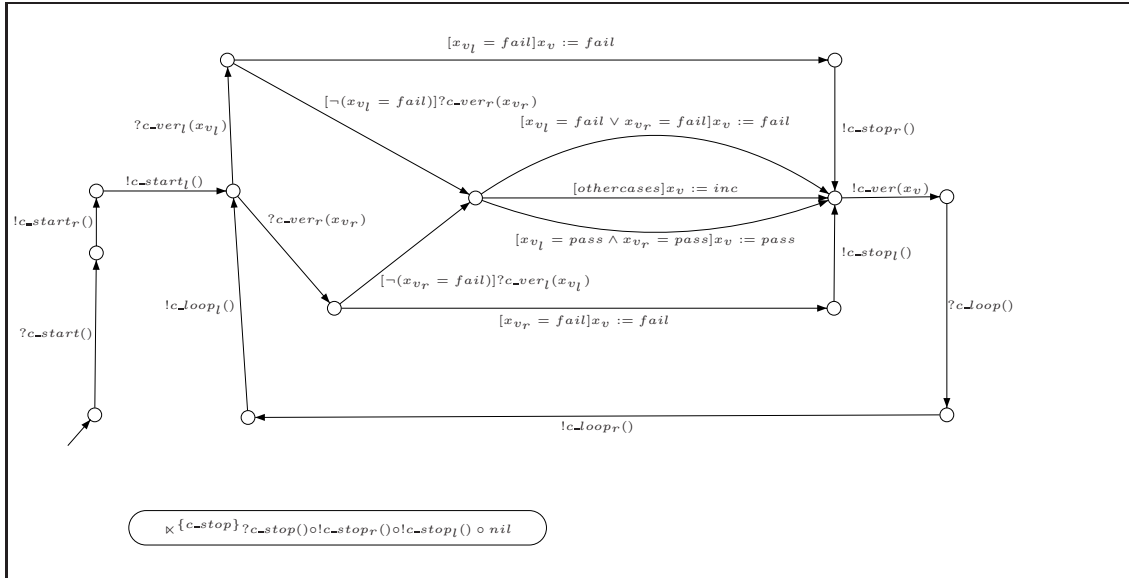 [x_{v_l} = fail]x_v := fail
[¬(x_{v_l} = fail)]?c_ver_r(x_{v_r})
?c_ver_l(x_{v_l})
[x_{v_l} = fail ∨ x_{v_r} = fail]x_v := fail
!c_stop_r()
!c_start_l()
[othercases]x_v := inc
!c_ver(x_v)
!c_start_r()
?c_ver_r(x_{v_r})
[x_{v_l} = pass ∧ x_{v_r} = pass]x_v := pass
!c_stop_l()
[¬(x_{v_r} = fail)]?c_ver_l(x_{v_l})
!c_loop_l()
?c_loop()
?c_start()
[x_{v_r} = fail]x_v := fail
!c_loop_r()
⋉^{{c_stop}}?c_stop()∘!c_stop_r()∘!c_stop_l() ∘ nil